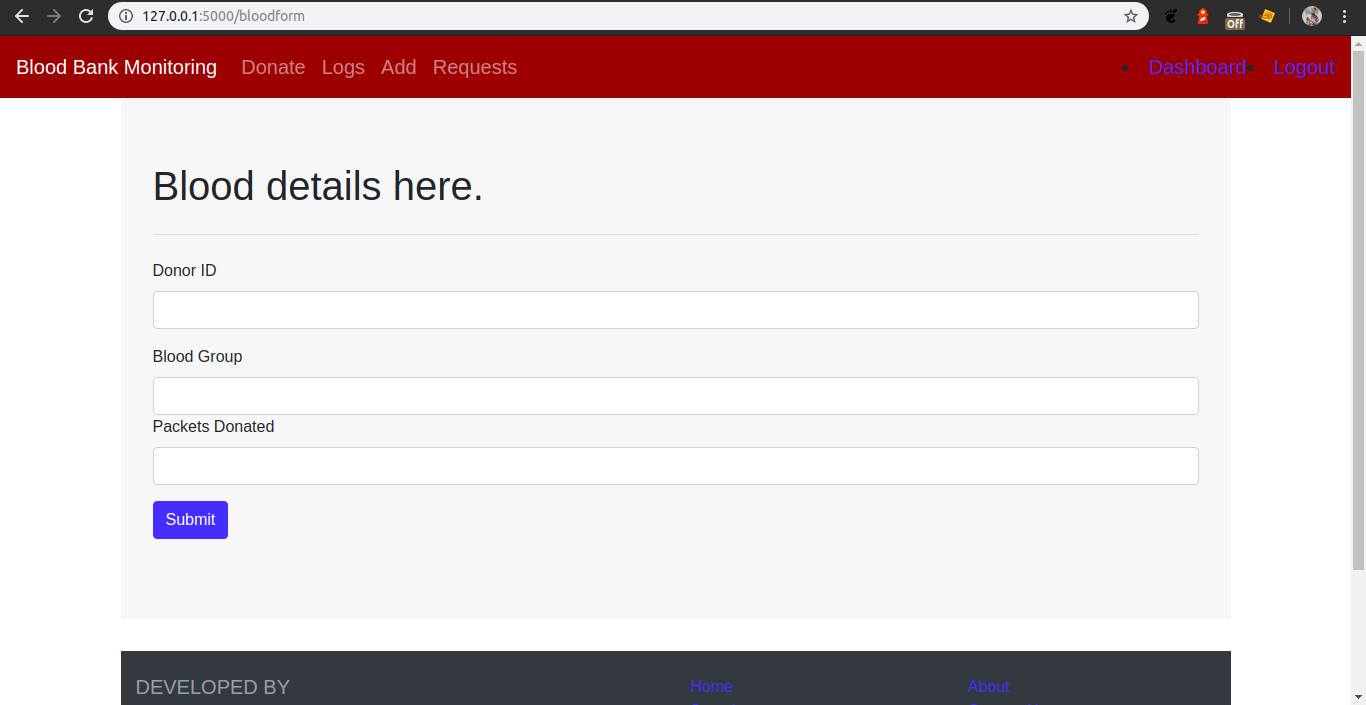 127.0.0.1:5000/bloodform
Off
Blood Bank Monitoring Donate Logs Add Requests Dashboard Logout
Blood details here.
Donor ID
Blood Group
Packets Donated
Submit
DEVELOPED BY Home About